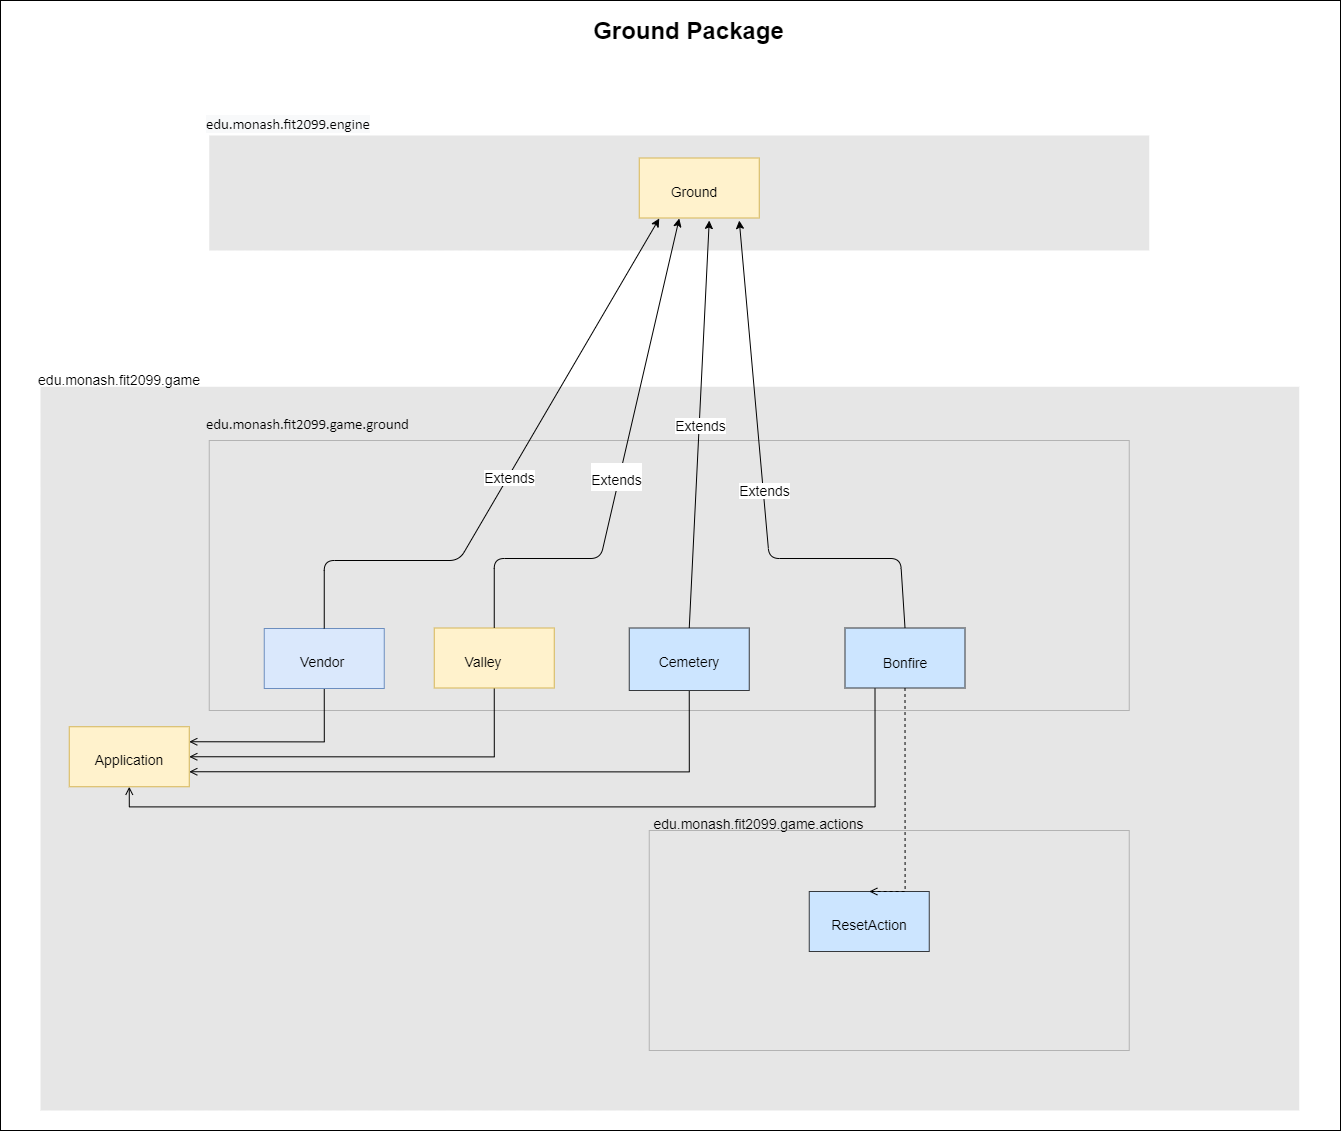 Ground Package
edu.monash.fit2099.engine
Ground
edu.monash.fit2099.game
edu.monash.fit2099.game.ground
Extends
Extends
Extends
Extends
Vendor
Valley
Cemetery
Bonfire
Application
edu.monash.fit2099.game.actions
ResetAction